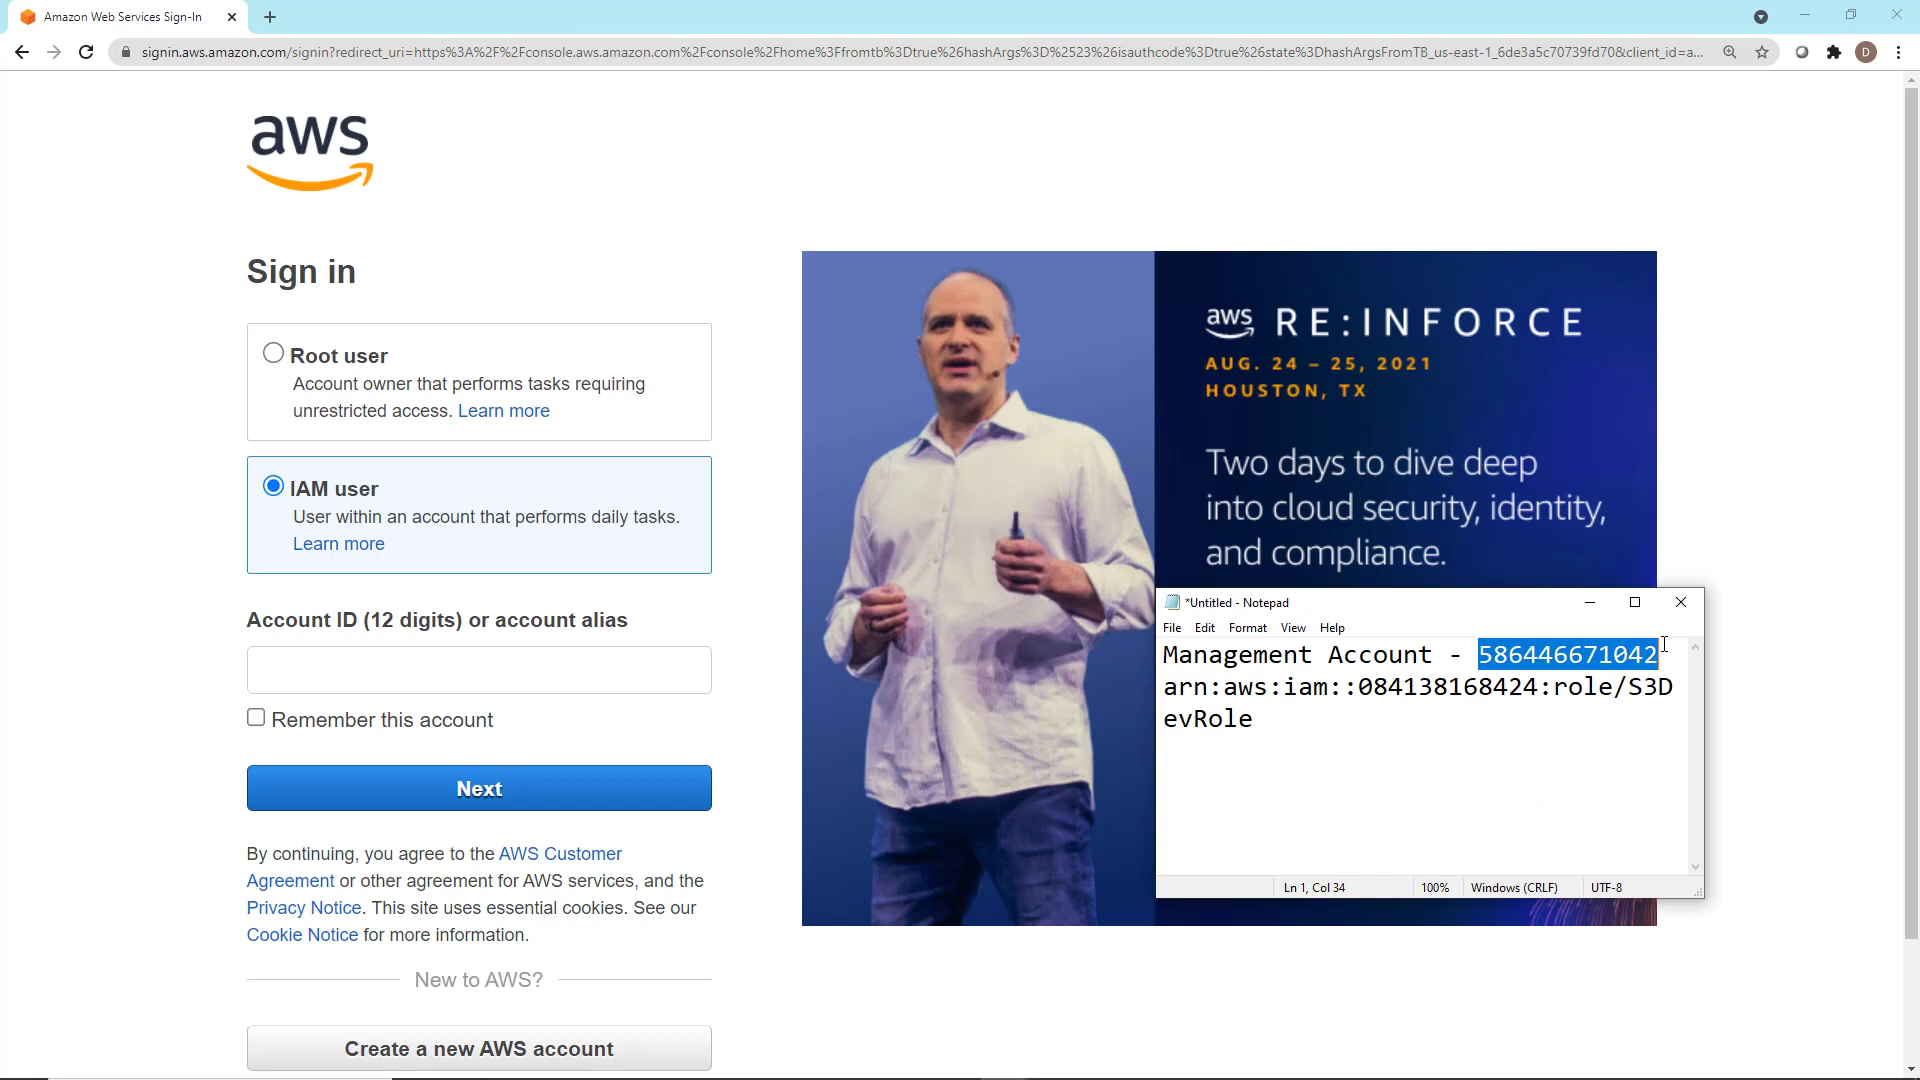 Amazon Web Services Sign-In
signin.aws.amazon.com/signin?redirect_uri=https%3A%2F%2Fconsole.aws.amazon.com%2Fconsole%2Fhome%3Ffromtb%3Dtrue%26hashArgs%3D%2523%26isauthcode%3Dtrue%26state%3DhashArgsFromTB_us-east-1_6de3a5c70739fd70&client_id=a...
D
aws
Sign in
Root user
Account owner that performs tasks requiring
unrestricted access. Learn more
IAM user
User within an account that performs daily tasks.
Learn more
Account ID (12 digits) or account alias
Remember this account
Next
By continuing, you agree to the AWS Customer
Agreement or other agreement for AWS services, and the
Privacy Notice. This site uses essential cookies. See our
Cookie Notice for more information.
New to AWS?
Create a new AWS account
aws RE:INFORCE
AUG. 24 – 25, 2021
HOUSTON, TX
Two days to dive deep
into cloud security, identity,
and compliance.
*Untitled - Notepad
File Edit Format View Help
Management Account - 586446671042
arn:aws:iam::084138168424:role/S3D
evRole
Ln 1, Col 34 100% Windows (CRLF) UTF-8